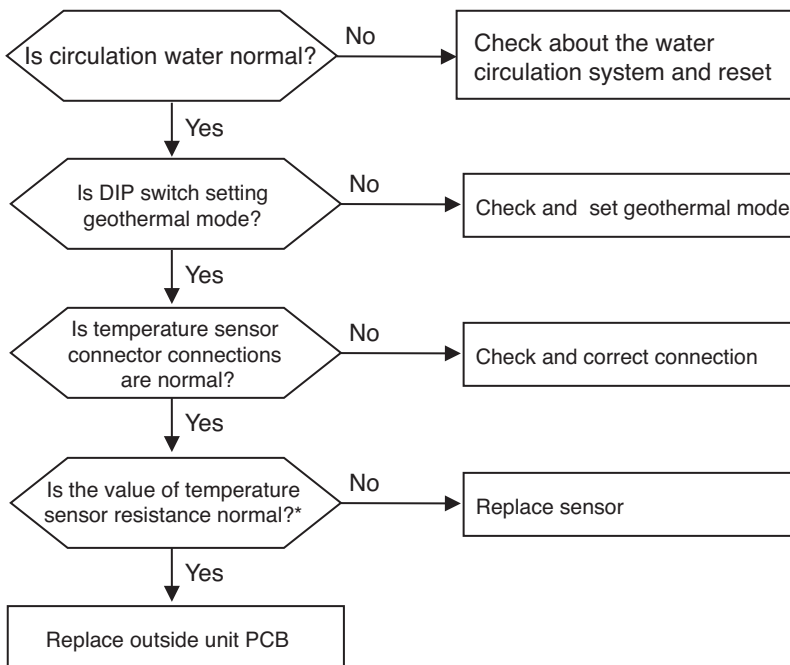 Is circulation water normal?
No
Check about the water
circulation system and reset
Yes
Is DIP switch setting
geothermal mode?
No
Check and set geothermal mode
Yes
Is temperature sensor
connector connections
are normal?
No
Check and correct connection
Yes
Is the value of temperature
sensor resistance normal?*
No
Replace sensor
Yes
Replace outside unit PCB